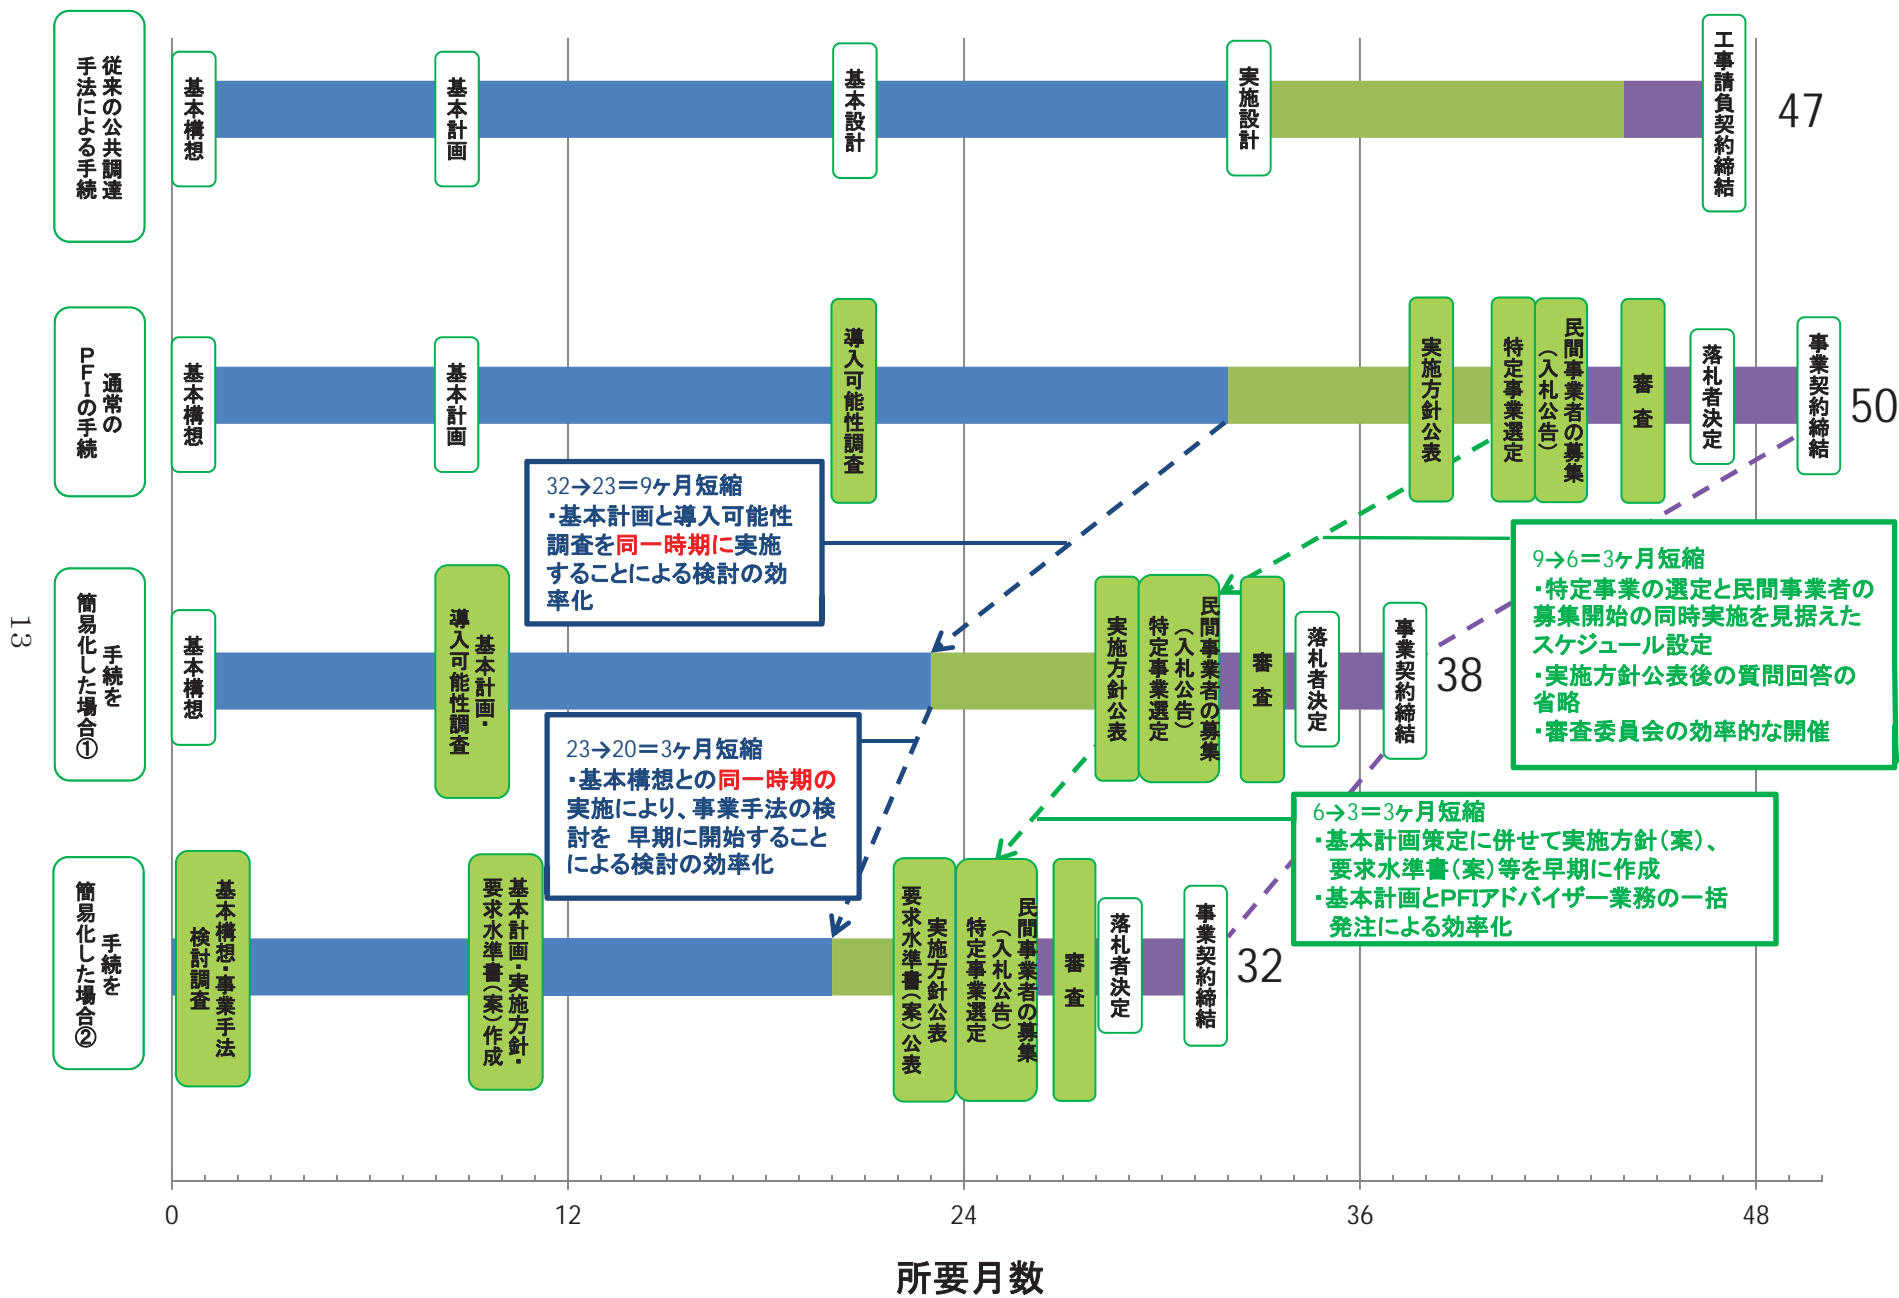 従来の公共調達
手法による手続
基本構想
基本計画
基本設計
実施設計
工事請負契約締結
47
通常の
PFIの手続
基本構想
基本計画
導入可能性調査
実施方針公表
特定事業選定
民間事業者の募集
（入札公告）
審査
落札者決定
事業契約締結
50
32→23＝9ヶ月短縮
・基本計画と導入可能性
調査を同一時期に実施
することによる検討の効
率化
9→6＝3ヶ月短縮
・特定事業の選定と民間事業者の
募集開始の同時実施を見据えた
スケジュール設定
・実施方針公表後の質問回答の
省略
・審査委員会の効率的な開催
手続を
簡易化した場合①
基本構想
基本計画・
導入可能性調査
実施方針公表
民間事業者の募集
（入札公告）
特定事業選定
審査
落札者決定
事業契約締結
38
23→20＝3ヶ月短縮
・基本構想との同一時期の
実施により、事業手法の検
討を　早期に開始すること
による検討の効率化
6→3＝3ヶ月短縮
・基本計画策定に併せて実施方針（案）、
要求水準書（案）等を早期に作成
・基本計画とPFIアドバイザー業務の一括
発注による効率化
手続を
簡易化した場合②
基本構想・事業手法
検討調査
基本計画・実施方針・
要求水準書（案）作成
実施方針公表
要求水準書（案）公表
民間事業者の募集
（入札公告）
特定事業選定
審査
落札者決定
事業契約締結
32
0
12
24
36
48
所要月数
13